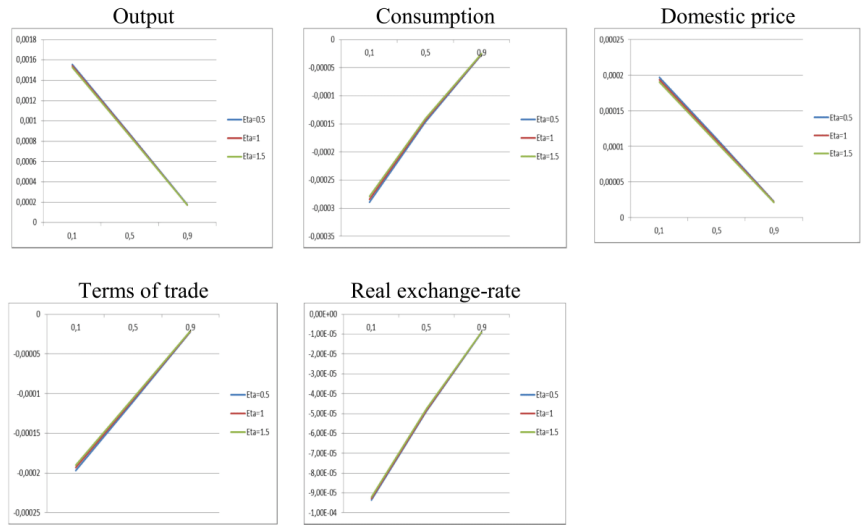 Output
0,0018
0,0016
0,0014
0,0012
0,001
0,0008
0,0006
0,0004
0,0002
0
0,1 0,5 0,9
Eta=0.5
Eta=1
Eta=1.5
Consumption
0
-0,00005
-0,0001
-0,00015
-0,0002
-0,00025
-0,0003
-0,00035
0,1 0,5 0,9
Eta=0.5
Eta=1
Eta=1.5
Domestic price
0,00025
0,0002
0,00015
0,0001
0,00005
0
0,1 0,5 0,9
Eta=0.5
Eta=1
Eta=1.5
Terms of trade
0
-0,00005
-0,0001
-0,00015
-0,0002
-0,00025
0,1 0,5 0,9
Eta=0.5
Eta=1
Eta=1.5
Real exchange-rate
0,00E+00
-1,00E-05
-2,00E-05
-3,00E-05
-4,00E-05
-5,00E-05
-6,00E-05
-7,00E-05
-8,00E-05
-9,00E-05
-1,00E-04
0,1 0,5 0,9
Eta=0.5
Eta=1
Eta=1.5